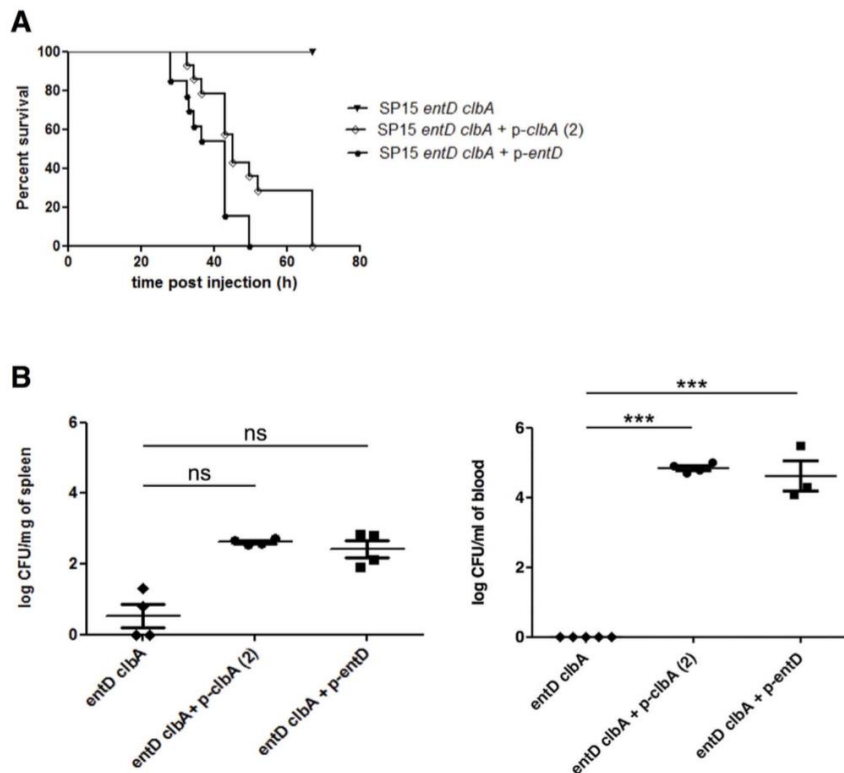 A
100
80
60
40
20
0
Percent survival
0 20 40 60 80
time post injection (h)
SP15 entD clbA
SP15 entD clbA + p-clbA (2)
SP15 entD clbA + p-entD
B
6
4
2
0
log CFU/mg of spleen
ns
ns
entD clbA
entD clbA+ p-clbA (2)
entD clbA + p-entD
6
4
2
0
log CFU/ml of blood
***
***
entD clbA
entD clbA + p-clbA (2)
entD clbA + p-entD